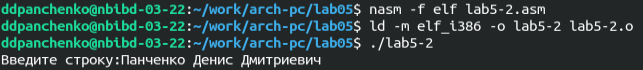 ddpanchenko@nbibd-03-22:~/work/arch-pc/lab05$ nasm -f elf lab5-2.asm
ddpanchenko@nbibd-03-22:~/work/arch-pc/lab05$ ld -m elf_i386 -o lab5-2 lab5-2.o
ddpanchenko@nbibd-03-22:~/work/arch-pc/lab05$ ./lab5-2
Введите строку:Панченко Денис Дмитриевич